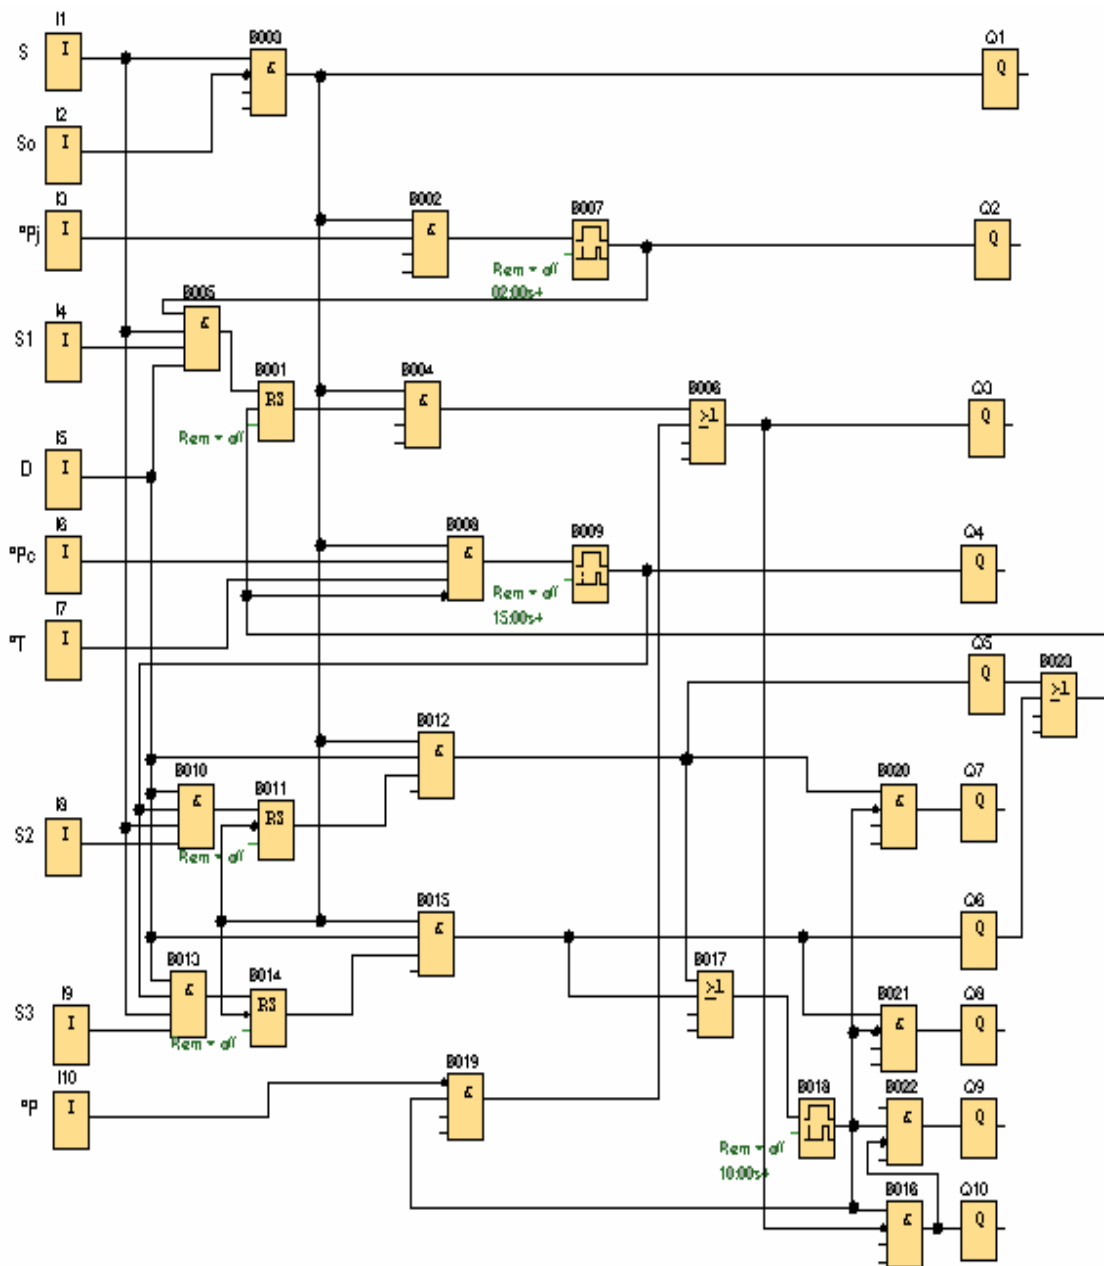 I1
S
I
B000
&
Q1
Q
I2
So
I
I3
°Pj
I
B002
&
B007
Rem = off
02:00s+
Q2
Q
I4
S1
I
B005
&
B001
RS
Rem = off
B004
&
B006
≥1
Q3
Q
I5
D
I
I6
°Pc
I
B008
&
B009
Rem = off
15:00s+
Q4
Q
I7
°T
I
Q5
Q
B023
≥1
B012
&
B010
&
B011
RS
Rem = off
I8
S2
I
B020
&
Q7
Q
B015
&
Q6
Q
B013
&
B014
RS
Rem = off
I9
S3
I
B017
≥1
B021
&
Q8
Q
I10
°P
I
B019
&
B018
Rem = off
10:00s+
B022
&
Q9
Q
B016
&
Q10
Q